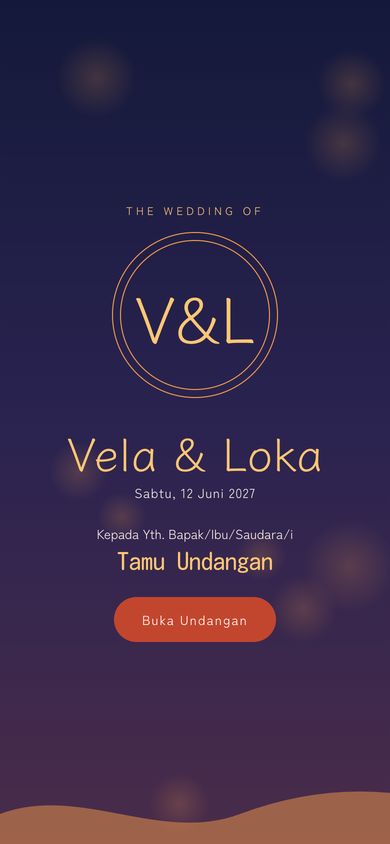 THE WEDDING OF
V&L
Vela & Loka
Sabtu, 12 Juni 2027
Kepada Yth. Bapak/Ibu/Saudara/i
Tamu Undangan
Buka Undangan